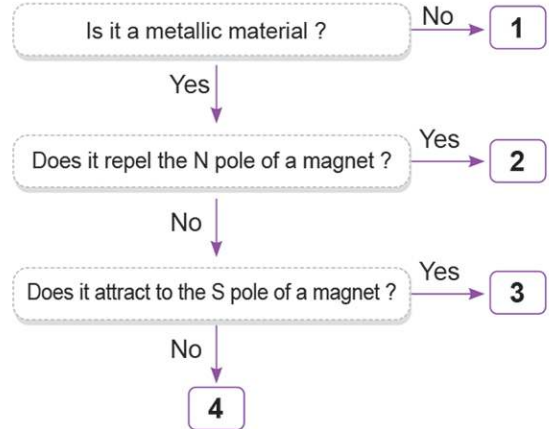 Is it a metallic material ?
No
1
Yes
Does it repel the N pole of a magnet ?
Yes
2
No
Does it attract to the S pole of a magnet ?
Yes
3
No
4